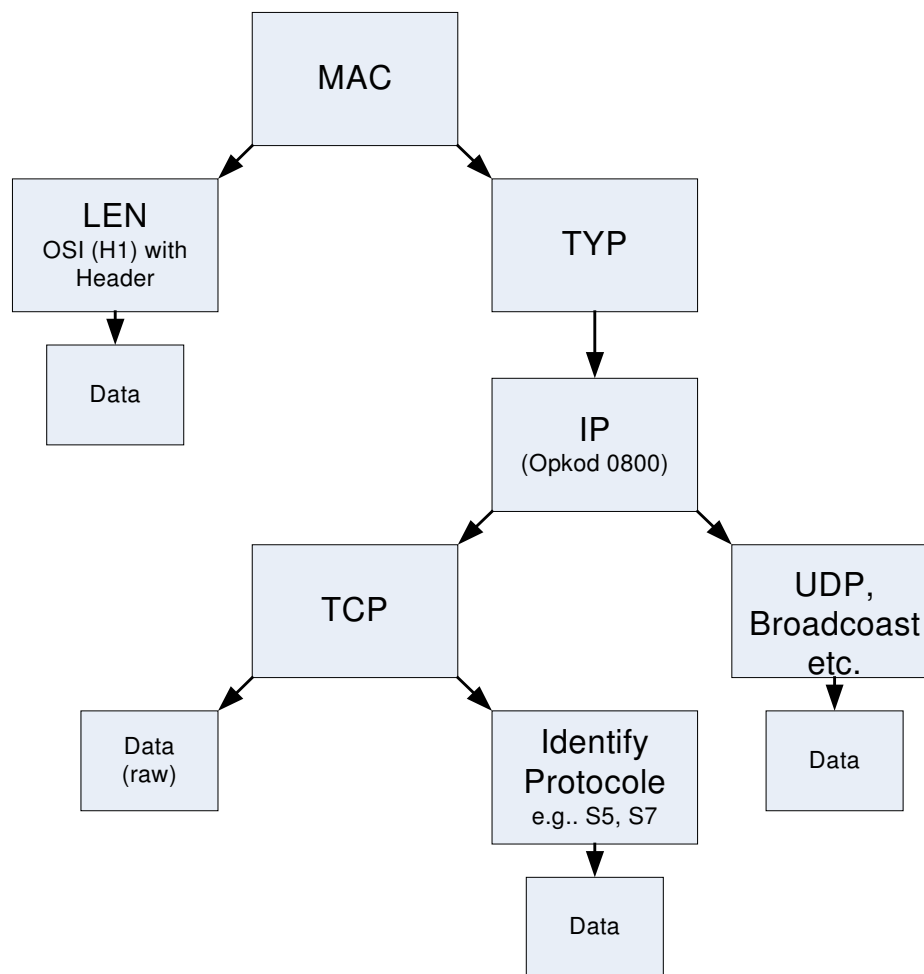 MAC
LEN
OSI (H1) with
Header
TYP
Data
IP
(Opkod 0800)
TCP
UDP,
Broadcoast
etc.
Data
(raw)
Identify
Protocole
e.g.. S5, S7
Data
Data